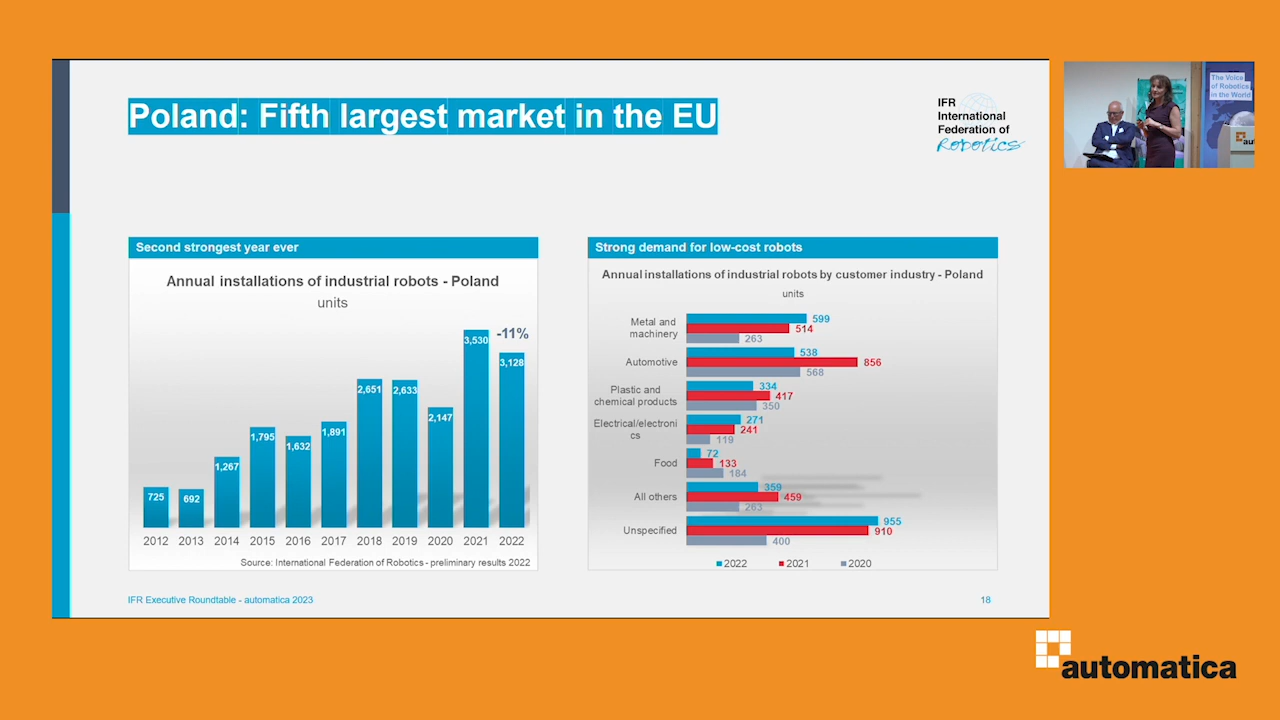 Poland: Fifth largest market in the EU
IFR
International
Federation of
Robotics
The Voice
of Robotics
in the World
Second strongest year ever
Annual installations of industrial robots - Poland
units
-11%
725
692
1,267
1,795
1,632
1,891
2,651
2,633
2,147
3,530
3,128
2012 2013 2014 2015 2016 2017 2018 2019 2020 2021 2022
Source: International Federation of Robotics - preliminary results 2022
Strong demand for low-cost robots
Annual installations of industrial robots by customer industry - Poland
units
Metal and
machinery
599
514
263
Automotive
538
856
568
Plastic and
chemical products
334
417
350
Electrical/electroni
cs
271
241
119
Food
72
133
184
All others
359
459
263
Unspecified
955
910
400
2022 2021 2020
IFR Executive Roundtable - automatica 2023
18
automatica